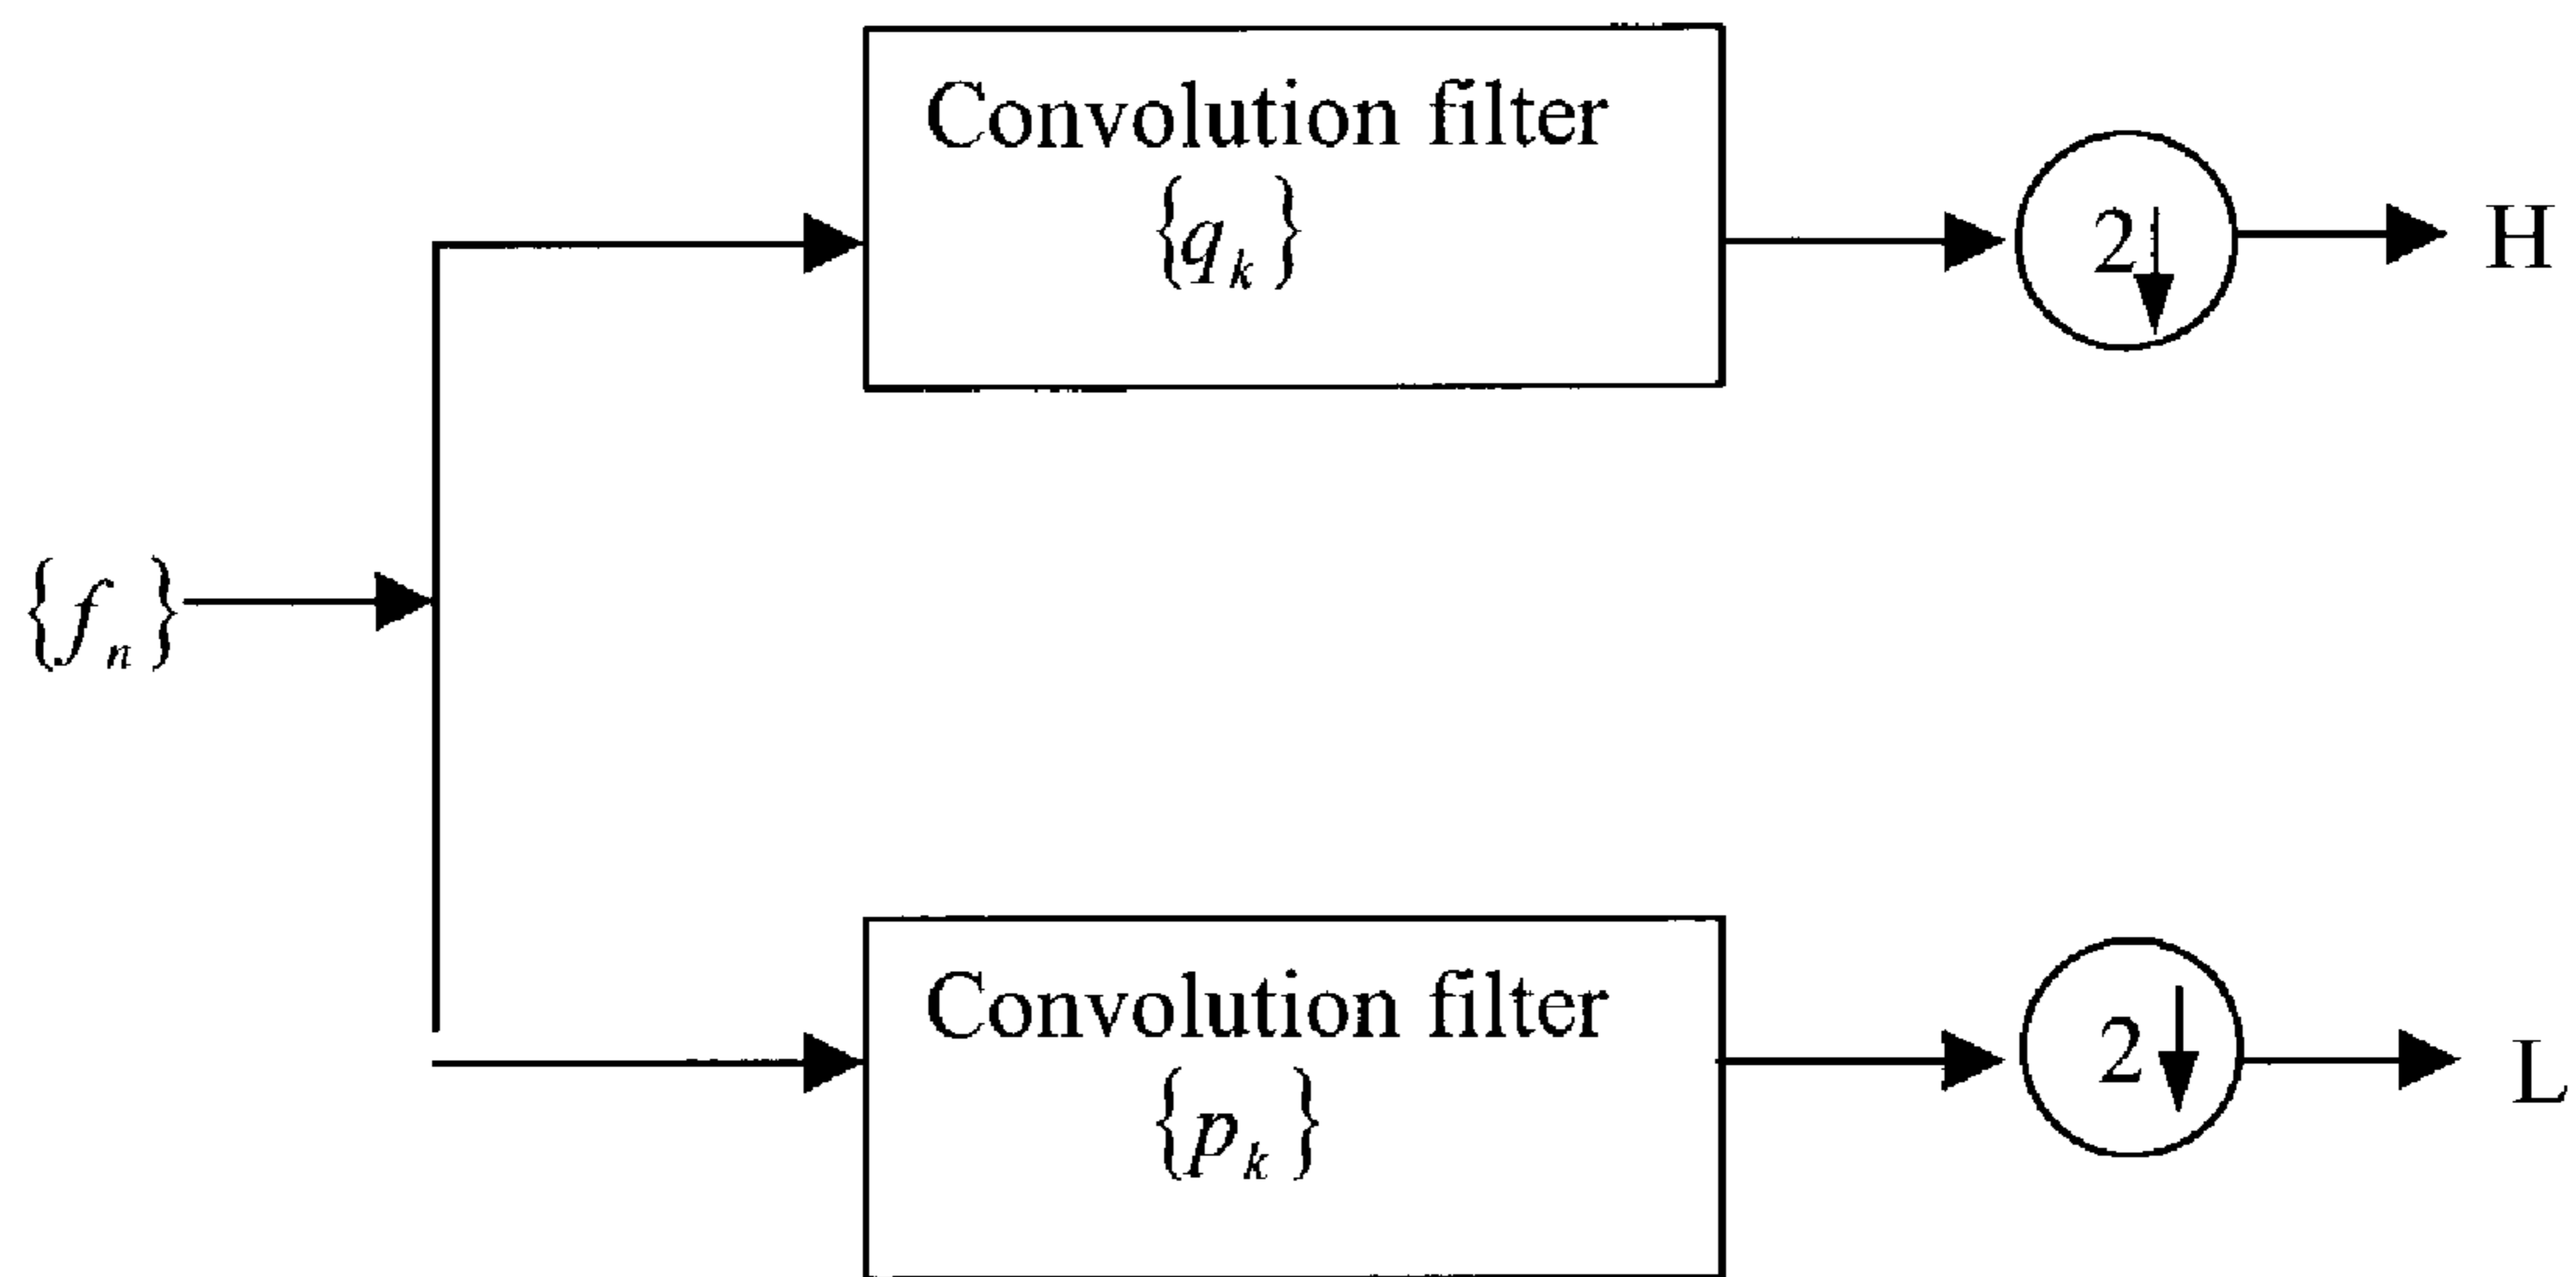 Convolution filter
{q_k}
2↓
H
{f_n}
Convolution filter
{p_k}
2↓
L